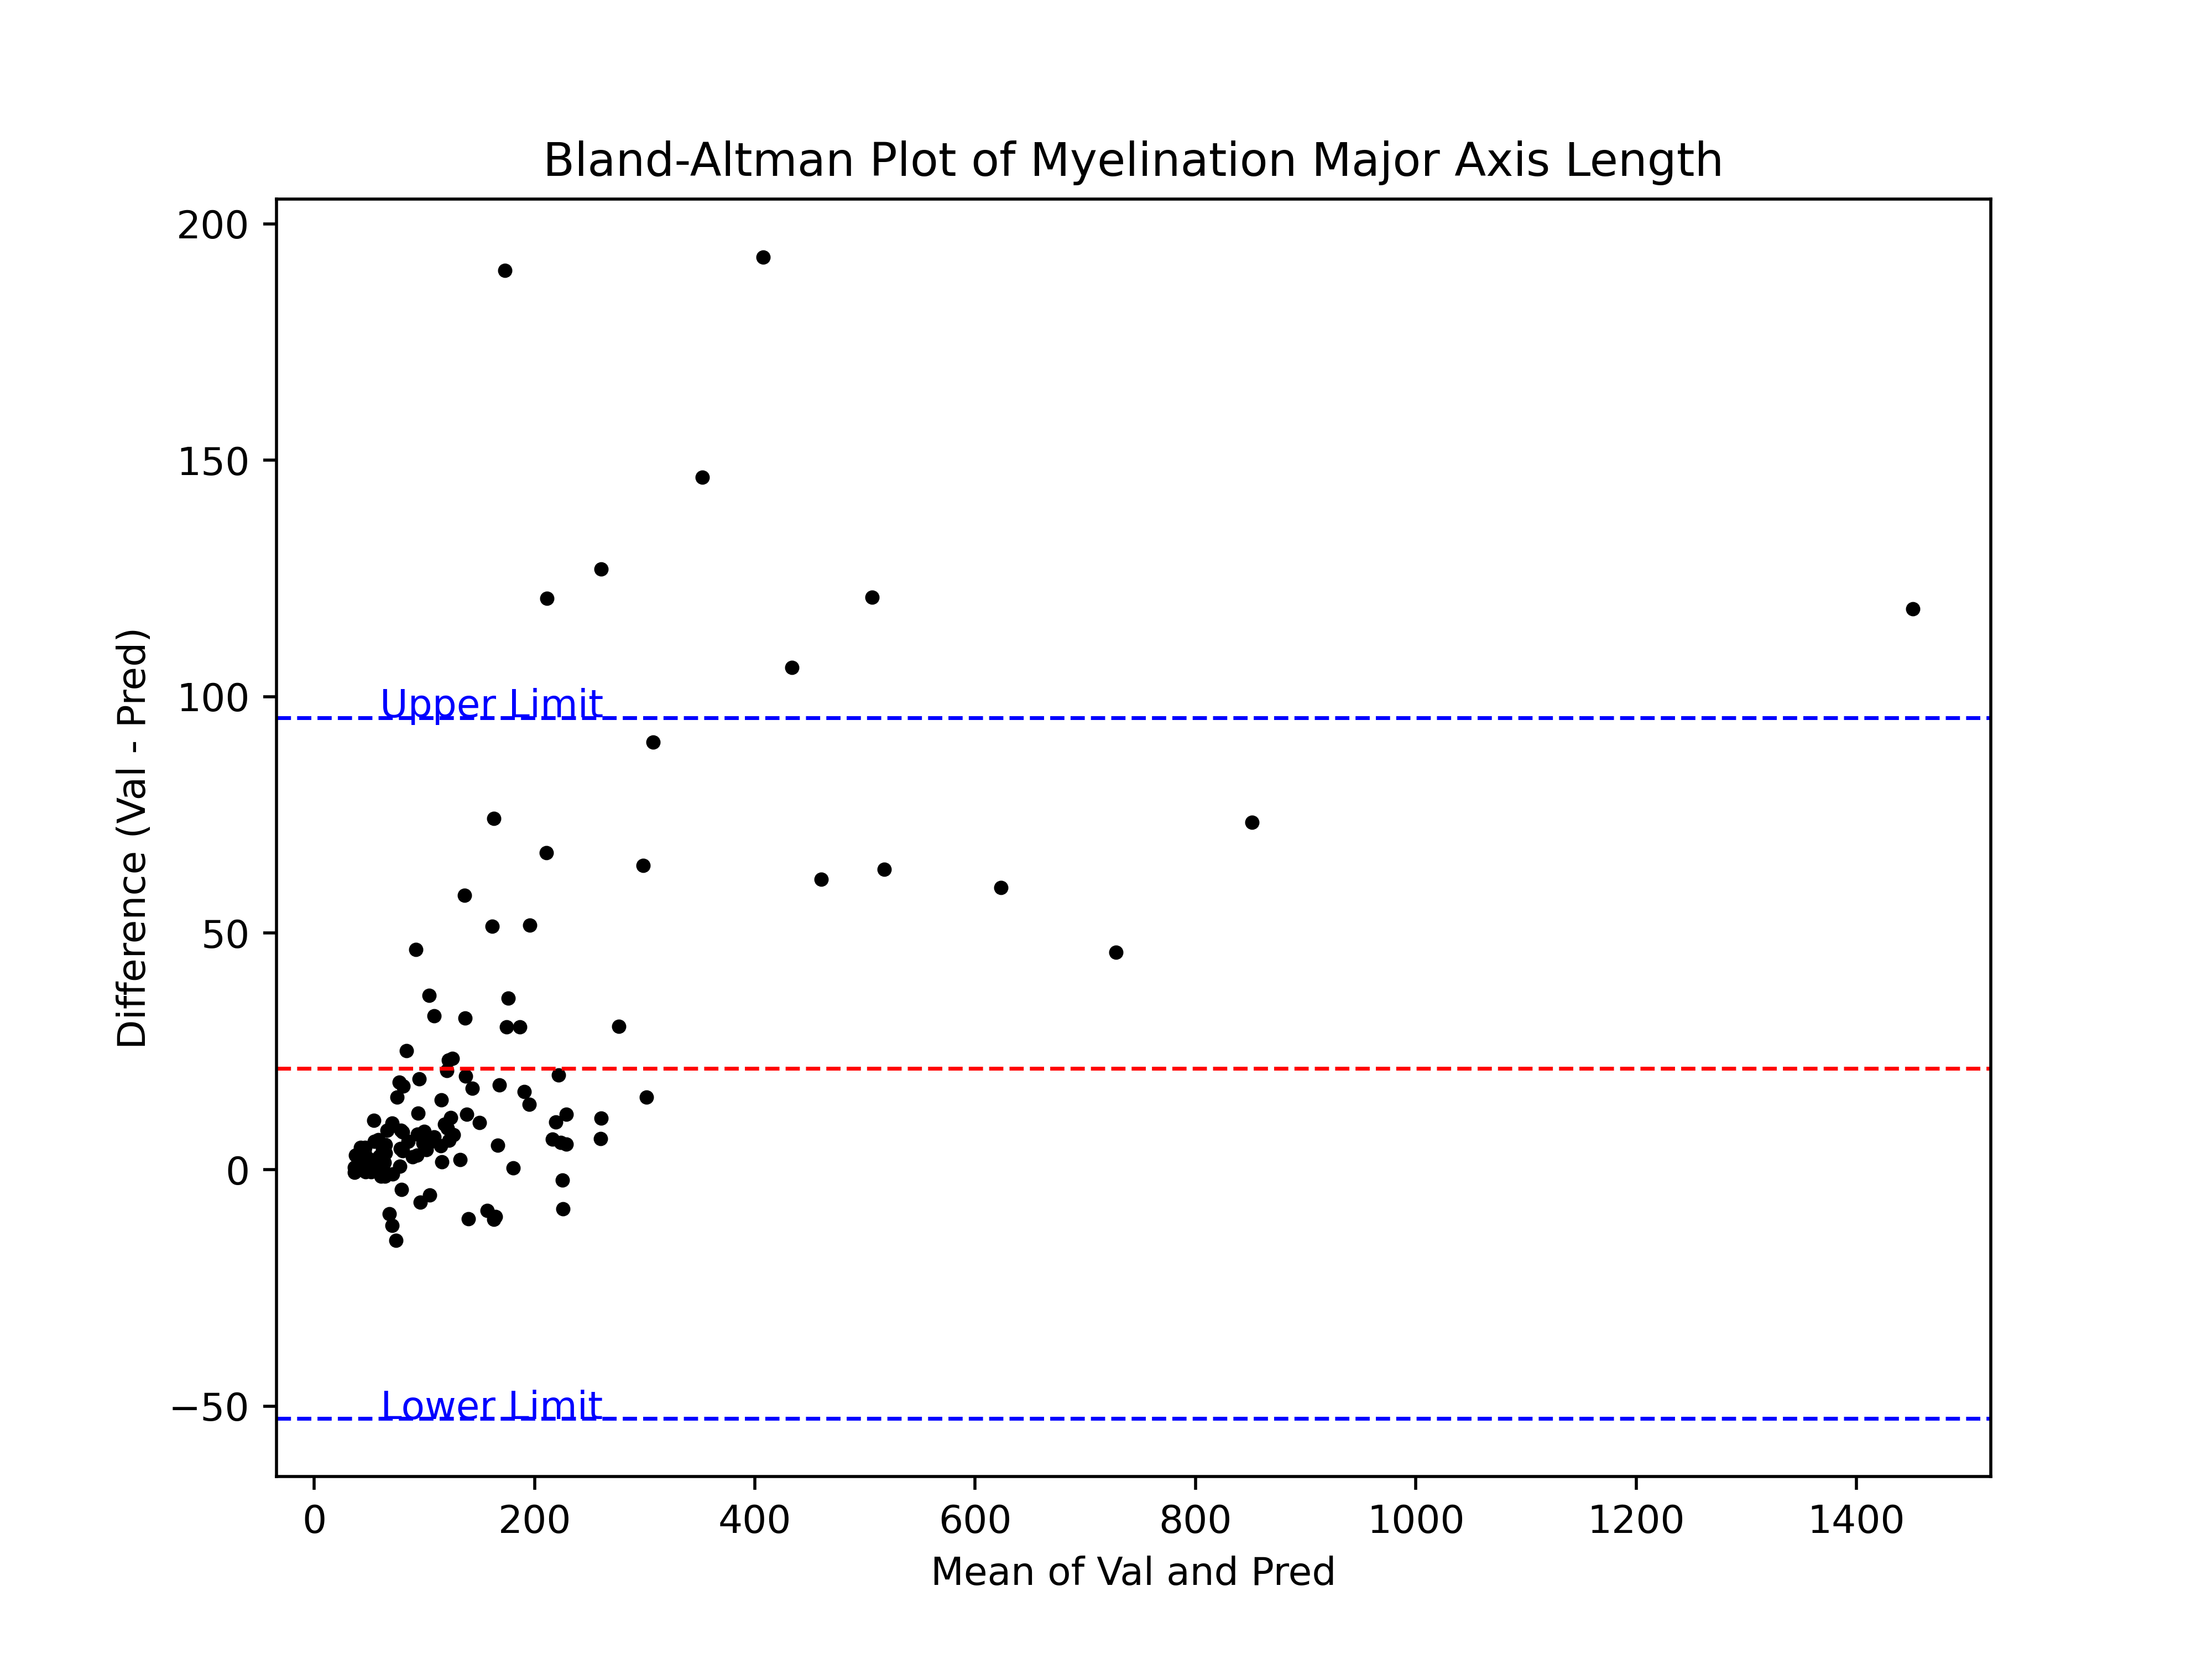 Bland-Altman Plot of Myelination Major Axis Length
200
150
100
50
0
−50
Difference (Val - Pred)
Upper Limit
Lower Limit
0 200 400 600 800 1000 1200 1400
Mean of Val and Pred